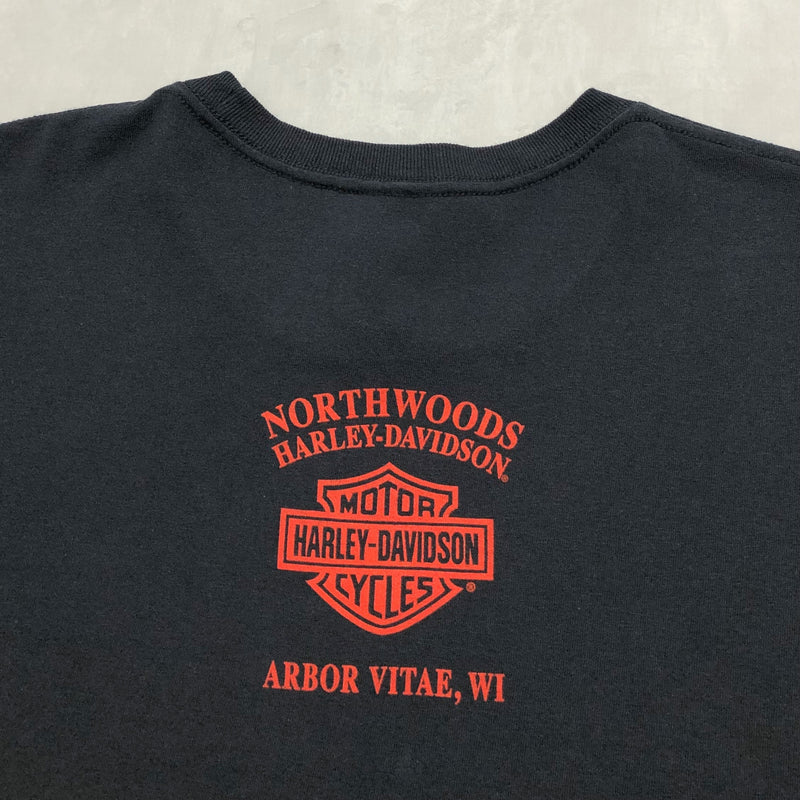 NORTHWOODS
HARLEY-DAVIDSON®
MOTOR
HARLEY-DAVIDSON
CYCLES ®
ARBOR VITAE, WI